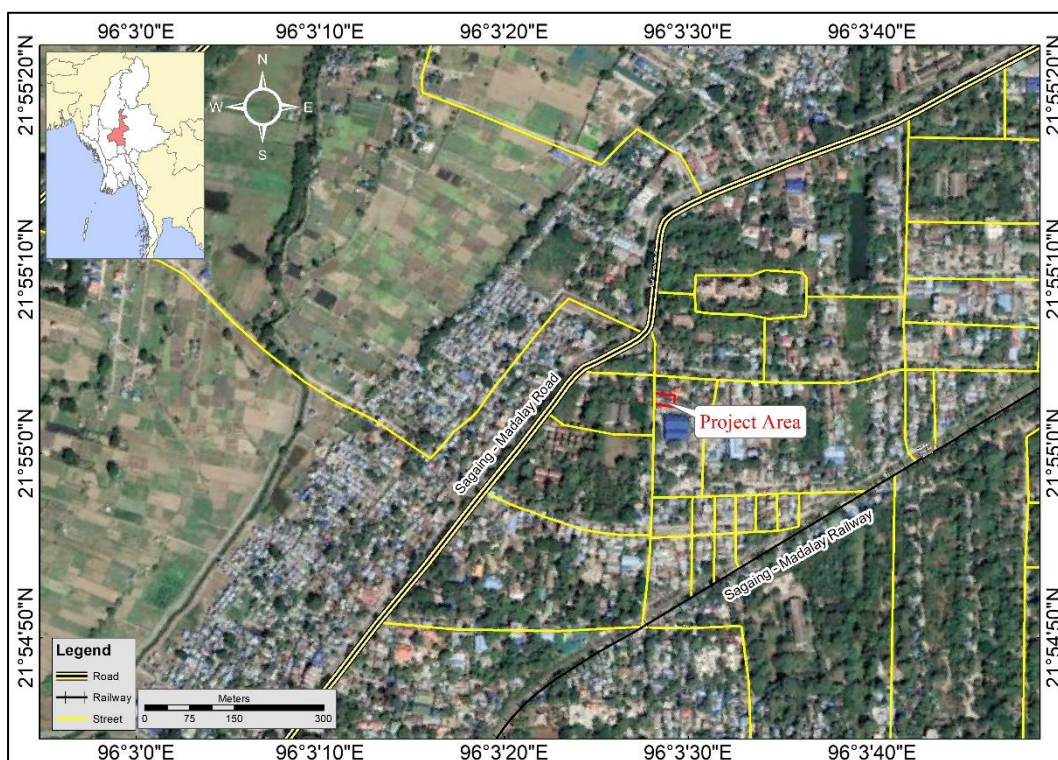 96°3'0"E 96°3'10"E 96°3'20"E 96°3'30"E 96°3'40"E
21°55'20"N
21°55'20"N
N
W E
S
21°55'10"N
21°55'10"N
Sagaing - Madalay Road
Project Area
21°55'0"N
21°55'0"N
Sagaing - Madalay Railway
21°54'50"N
21°54'50"N
Legend
Road
Railway
Street
Meters
0 75 150 300
96°3'0"E 96°3'10"E 96°3'20"E 96°3'30"E 96°3'40"E